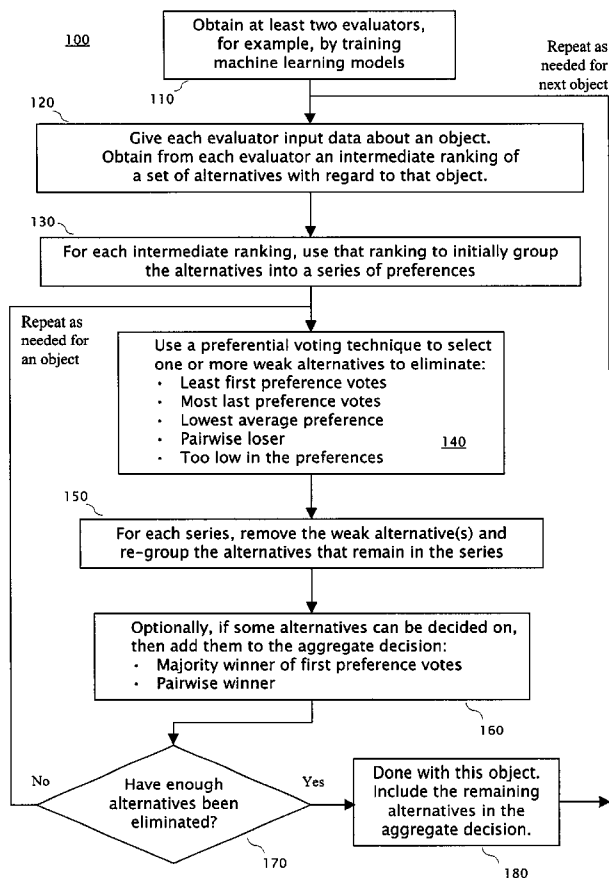 100
Obtain at least two evaluators,
for example, by training
machine learning models
110
Repeat as
needed for
next object
120
Give each evaluator input data about an object.
Obtain from each evaluator an intermediate ranking of
a set of alternatives with regard to that object.
130
For each intermediate ranking, use that ranking to initially group
the alternatives into a series of preferences
Repeat as
needed for
an object
Use a preferential voting technique to select
one or more weak alternatives to eliminate:
· Least first preference votes
· Most last preference votes
· Lowest average preference
· Pairwise loser
· Too low in the preferences
140
150
For each series, remove the weak alternative(s) and
re-group the alternatives that remain in the series
Optionally, if some alternatives can be decided on,
then add them to the aggregate decision:
· Majority winner of first preference votes
· Pairwise winner
160
No
Have enough
alternatives been
eliminated?
Yes
170
Done with this object.
Include the remaining
alternatives in the
aggregate decision.
180